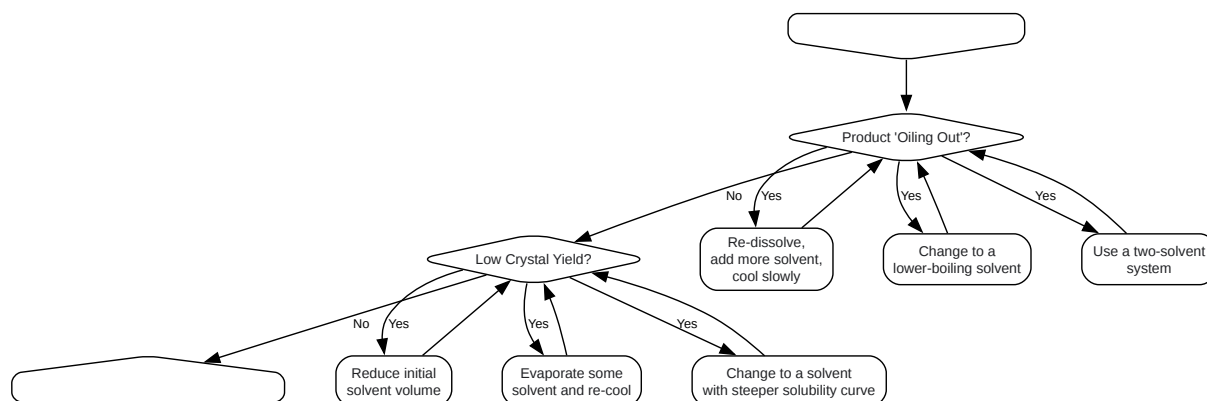 Product 'Oiling Out'?
No
Yes
Yes
Yes
Re-dissolve,
add more solvent,
cool slowly
Change to a
lower-boiling solvent
Use a two-solvent
system
Low Crystal Yield?
No
Yes
Yes
Yes
Reduce initial
solvent volume
Evaporate some
solvent and re-cool
Change to a solvent
with steeper solubility curve